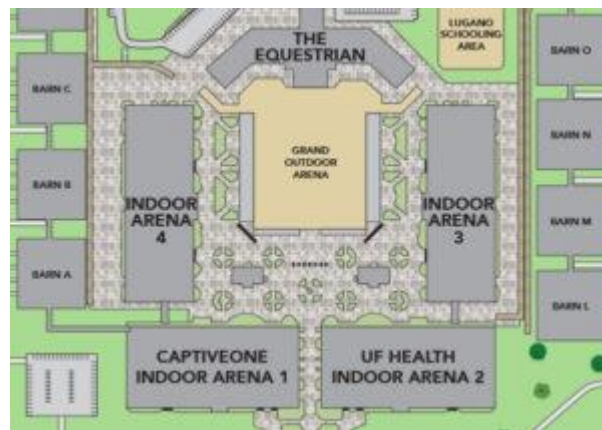 LUGANO
SCHOOLING
AREA
THE
EQUESTRIAN
BARN O
BARN C
BARN N
GRAND
OUTDOOR
ARENA
BARN B
INDOOR
ARENA
4
INDOOR
ARENA
3
BARN M
BARN A
BARN L
CAPTIVEONE
INDOOR ARENA 1
UF HEALTH
INDOOR ARENA 2